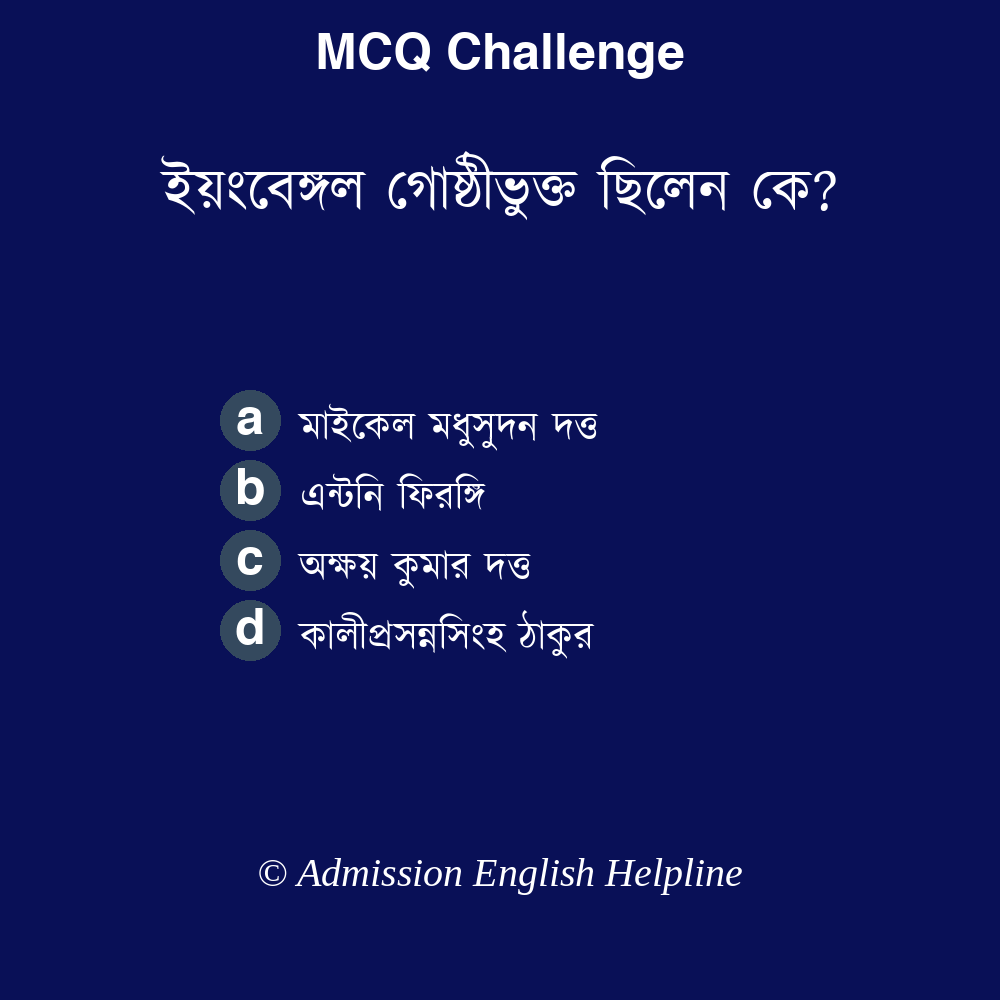 MCQ Challenge
ইয়ংবেঙ্গল গোষ্ঠীভুক্ত ছিলেন কে?
a মাইকেল মধুসুদন দত্ত
b এন্টনি ফিরঙ্গি
c অক্ষয় কুমার দত্ত
d কালীপ্রসন্নসিংহ ঠাকুর
© Admission English Helpline